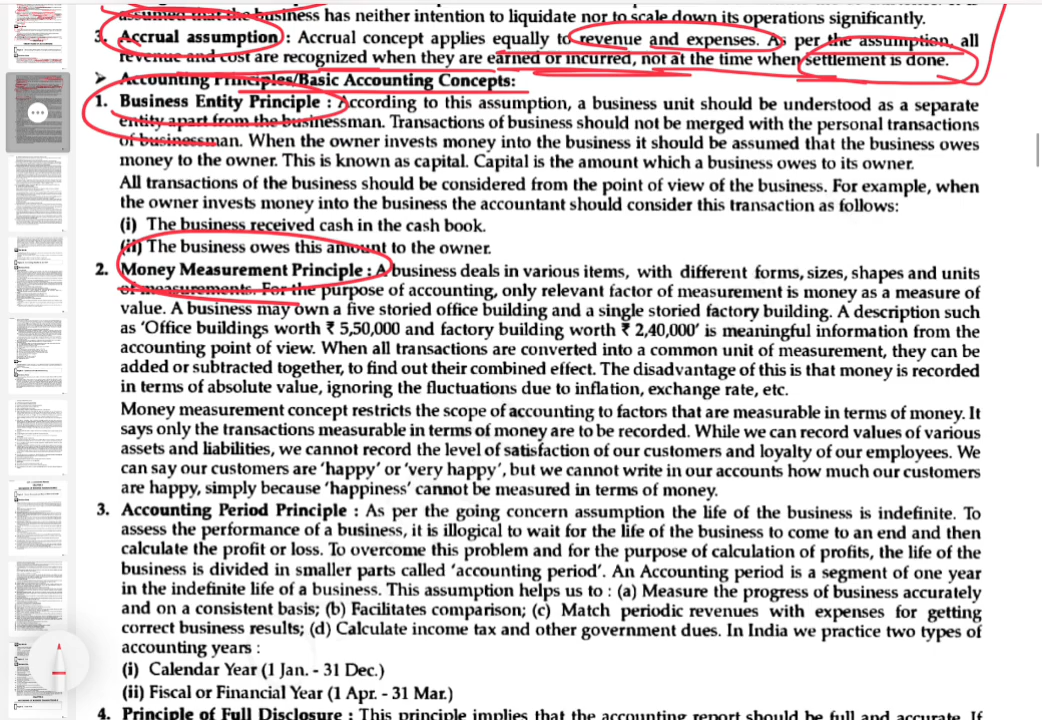 assumed that the business has neither intention to liquidate nor to scale down its operations significantly.
3. Accrual assumption : Accrual concept applies equally to revenue and expenses. As per the assumption, all
revenue and cost are recognized when they are earned or incurred, not at the time when settlement is done.
➢ Accounting Principles/Basic Accounting Concepts:
1. Business Entity Principle : According to this assumption, a business unit should be understood as a separate
entity apart from the businessman. Transactions of business should not be merged with the personal transactions
of businessman. When the owner invests money into the business it should be assumed that the business owes
money to the owner. This is known as capital. Capital is the amount which a business owes to its owner.
All transactions of the business should be considered from the point of view of the business. For example, when
the owner invests money into the business the accountant should consider this transaction as follows:
(i) The business received cash in the cash book.
(ii) The business owes this amount to the owner.
2. Money Measurement Principle : A business deals in various items, with different forms, sizes, shapes and units
of measurements. For the purpose of accounting, only relevant factor of measurement is money as a measure of
value. A business may own a five storied office building and a single storied factory building. A description such
as 'Office buildings worth ₹ 5,50,000 and factory building worth ₹ 2,40,000' is meaningful information from the
accounting point of view. When all transactions are converted into a common unit of measurement, they can be
added or subtracted together, to find out their combined effect. The disadvantage of this is that money is recorded
in terms of absolute value, ignoring the fluctuations due to inflation, exchange rate, etc.
Money measurement concept restricts the scope of accounting to factors that are measurable in terms of money. It
says only the transactions measurable in terms of money are to be recorded. While we can record values of various
assets and liabilities, we cannot record the level of satisfaction of our customers and loyalty of our employees. We
can say our customers are 'happy' or 'very happy', but we cannot write in our accounts how much our customers
are happy, simply because 'happiness' cannot be measured in terms of money.
3. Accounting Period Principle : As per the going concern assumption the life of the business is indefinite. To
assess the performance of a business, it is illogical to wait for the life of the business to come to an end and then
calculate the profit or loss. To overcome this problem and for the purpose of calculation of profits, the life of the
business is divided in smaller parts called 'accounting period'. An Accounting period is a segment of one year
in the indefinite life of a business. This assumption helps us to : (a) Measure the progress of business accurately
and on a consistent basis; (b) Facilitates comparison; (c) Match periodic revenues with expenses for getting
correct business results; (d) Calculate income tax and other government dues. In India we practice two types of
accounting years :
(i) Calendar Year (1 Jan. - 31 Dec.)
(ii) Fiscal or Financial Year (1 Apr. - 31 Mar.)
4. Principle of Full Disclosure : This principle implies that the accounting report should be full and accurate. If